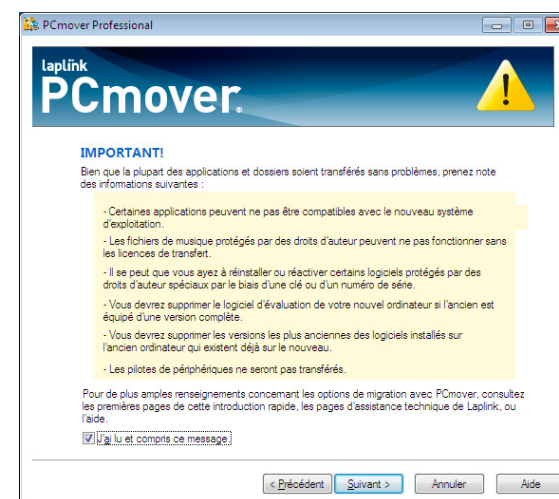 PCmover Professional
laplink
PCmover.
IMPORTANT!
Bien que la plupart des applications et dossiers soient transférés sans problèmes, prenez note
des informations suivantes :
- Certaines applications peuvent ne pas être compatibles avec le nouveau système
d'exploitation.
- Les fichiers de musique protégés par des droits d'auteur peuvent ne pas fonctionner sans
les licences de transfert.
- Il se peut que vous ayez à réinstaller ou réactiver certains logiciels protégés par des
droits d'auteur spéciaux par le biais d'une clé ou d'un numéro de série.
- Vous devrez supprimer le logiciel d'évaluation de votre nouvel ordinateur si l'ancien est
équipé d'une version complète.
- Vous devrez supprimer les versions les plus anciennes des logiciels installés sur
l'ancien ordinateur qui existent déjà sur le nouveau.
- Les pilotes de périphériques ne seront pas transférés.
Pour de plus amples renseignements concernant les options de migration avec PCmover, consultez
les premières pages de cette introduction rapide, les pages d'assistance technique de Laplink, ou
l'aide.
J'ai lu et compris ce message.
< Précédent Suivant > Annuler Aide